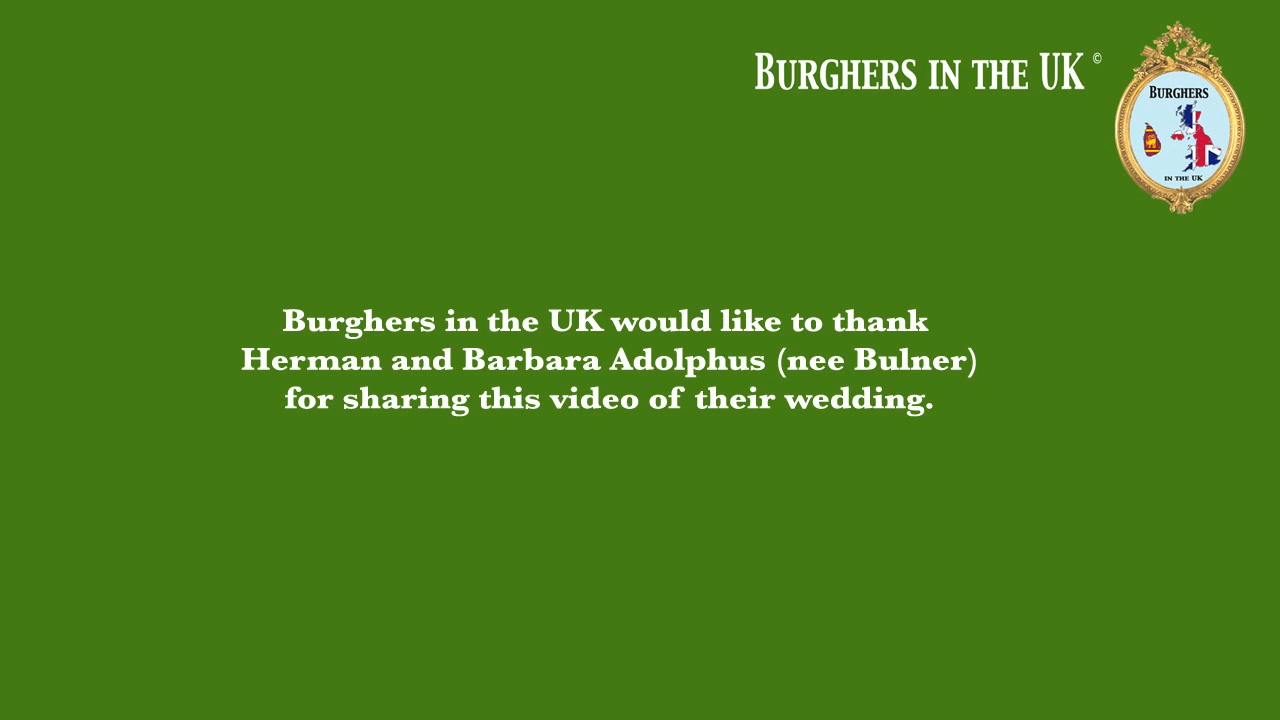 BURGHERS IN THE UK ©
BURGHERS
IN THE UK
Burghers in the UK would like to thank
Herman and Barbara Adolphus (nee Bulner)
for sharing this video of their wedding.